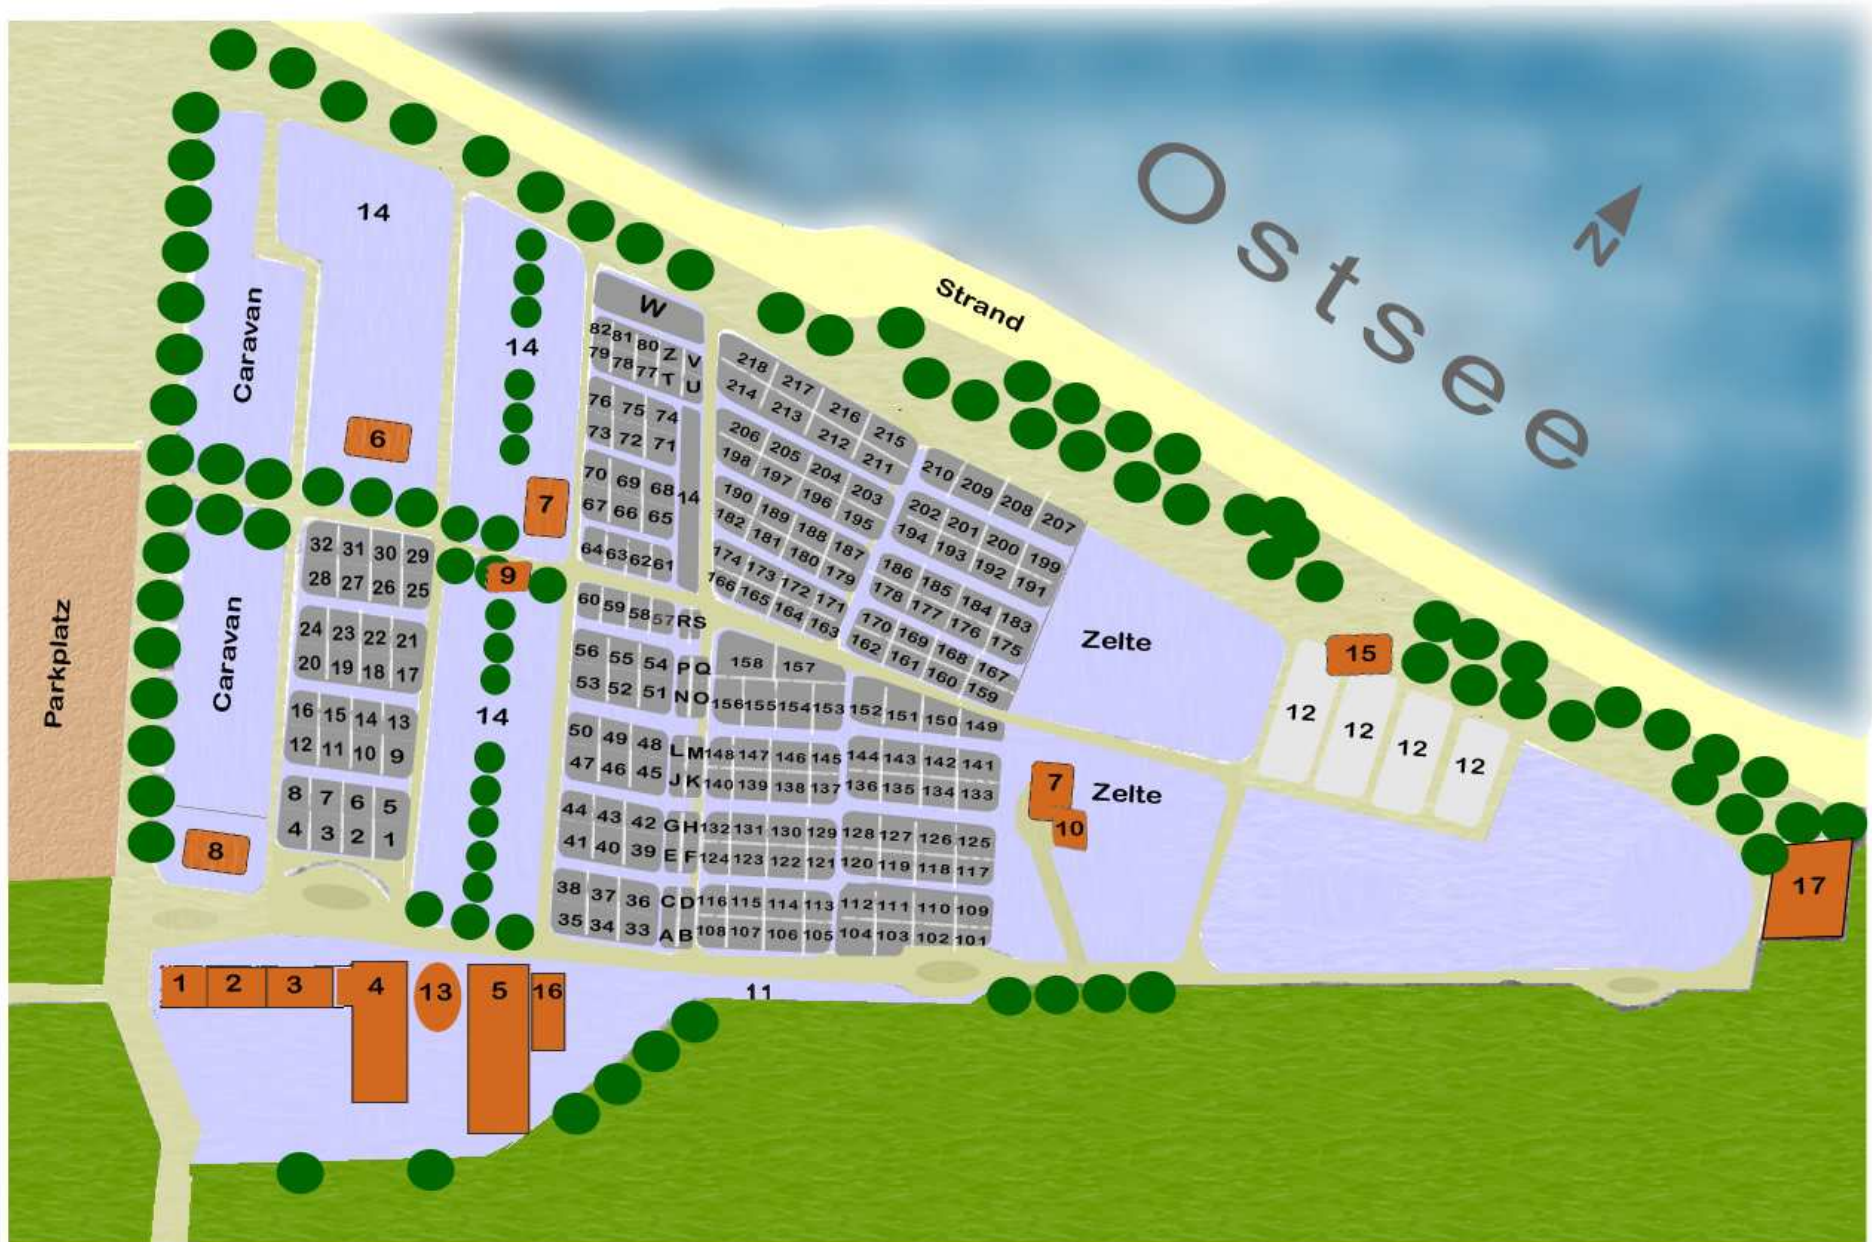 Ostsee
N
Strand
14
Caravan
14
6
7
9
W
82 81 80 Z V
79 78 77 T U
76 75 74
73 72 71
70 69 68 14
67 66 65
64 63 62 61
60 59 58 57 R S
56 55 54 P Q
53 52 51 N O
50 49 48 L M
47 46 45 J K
44 43 42 G H
41 40 39 E F
38 37 36 C D
35 34 33 A B
218 217 216 215
214 213 212 211
206 205 204 203
198 197 196 195
190 189 188 187
182 181 180 179
174 173 172 171
166 165 164 163
210 209 208 207
202 201 200 199
194 193 192 191
186 185 184 183
178 177 176 175
170 169 168 167
162 161 160 159
158 157
156 155 154 153 152 151 150 149
148 147 146 145 144 143 142 141
140 139 138 137 136 135 134 133
132 131 130 129 128 127 126 125
124 123 122 121 120 119 118 117
116 115 114 113 112 111 110 109
108 107 106 105 104 103 102 101
Zelte
Zelte
7
10
15
12
12
12
12
17
Parkplatz
Caravan
32 31 30 29
28 27 26 25
24 23 22 21
20 19 18 17
16 15 14 13
12 11 10 9
8 7 6 5
4 3 2 1
14
8
1 2 3 4 13 5 16
11